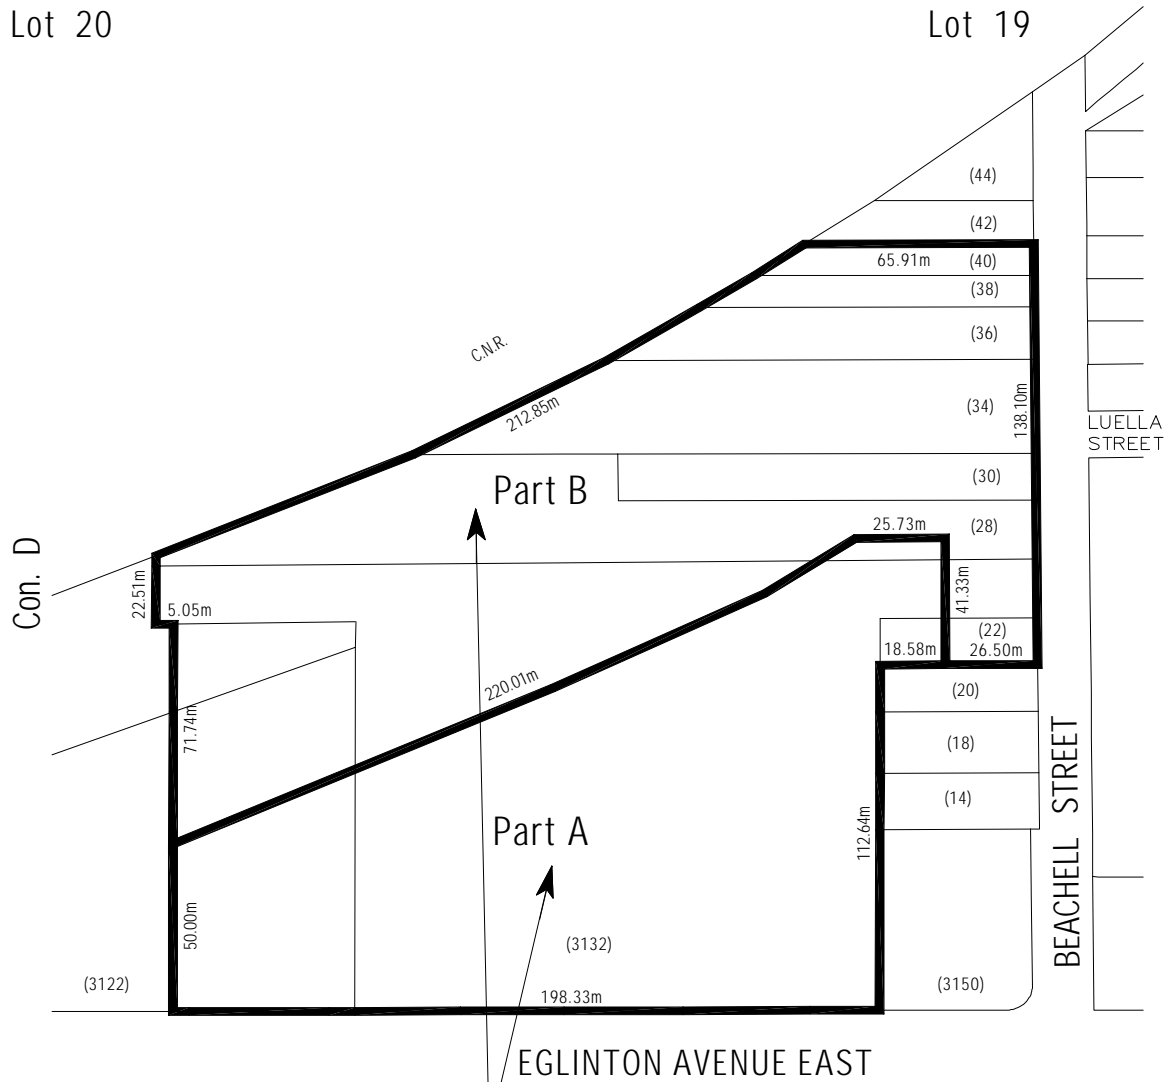 Lot 20
Lot 19
(44)
(42)
65.91m
(40)
(38)
(36)
C.N.R.
212.85m
(34)
138.10m
LUELLA
STREET
(30)
Part B
25.73m
(28)
Con. D
22.51m
5.05m
41.33m
(22)
18.58m
26.50m
220.01m
(20)
71.74m
(18)
(14)
Part A
112.64m
BEACHELL STREET
50.00m
(3132)
(3122)
198.33m
(3150)
EGLINTON AVENUE EAST